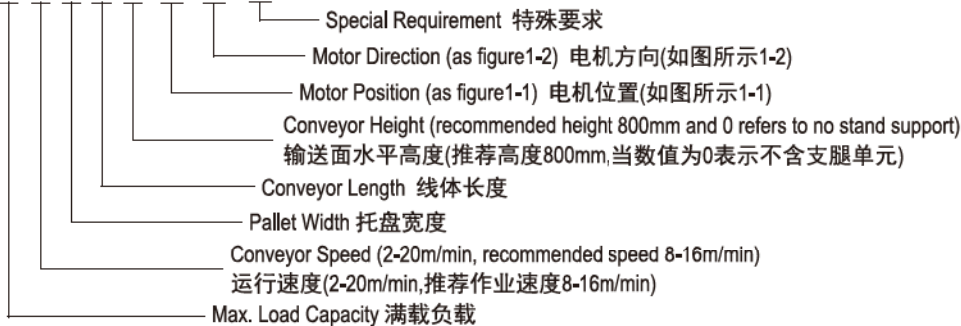 Special Requirement 特殊要求
Motor Direction (as figure1-2) 电机方向(如图所示1-2)
Motor Position (as figure1-1) 电机位置(如图所示1-1)
Conveyor Height (recommended height 800mm and 0 refers to no stand support)
输送面水平高度(推荐高度800mm,当数值为0表示不含支腿单元)
Conveyor Length 线体长度
Pallet Width 托盘宽度
Conveyor Speed (2-20m/min, recommended speed 8-16m/min)
运行速度(2-20m/min,推荐作业速度8-16m/min)
Max. Load Capacity 满载负载